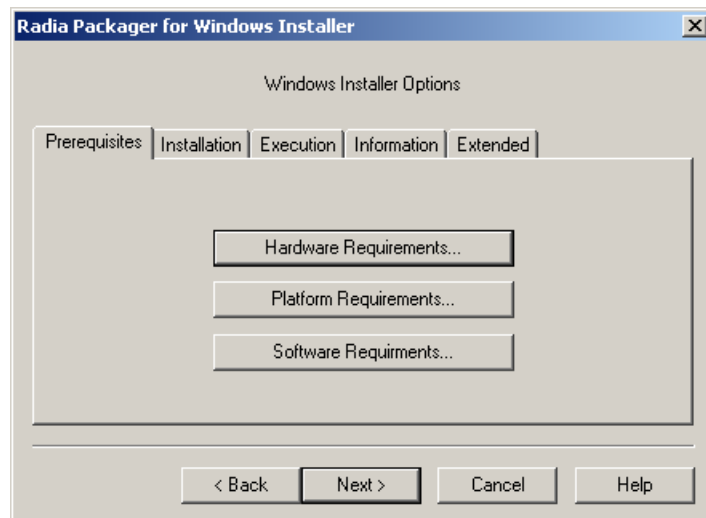 Radia Packager for Windows Installer
Windows Installer Options
Prerequisites Installation Execution Information Extended
Hardware Requirements...
Platform Requirements...
Software Requirments...
< Back Next > Cancel Help